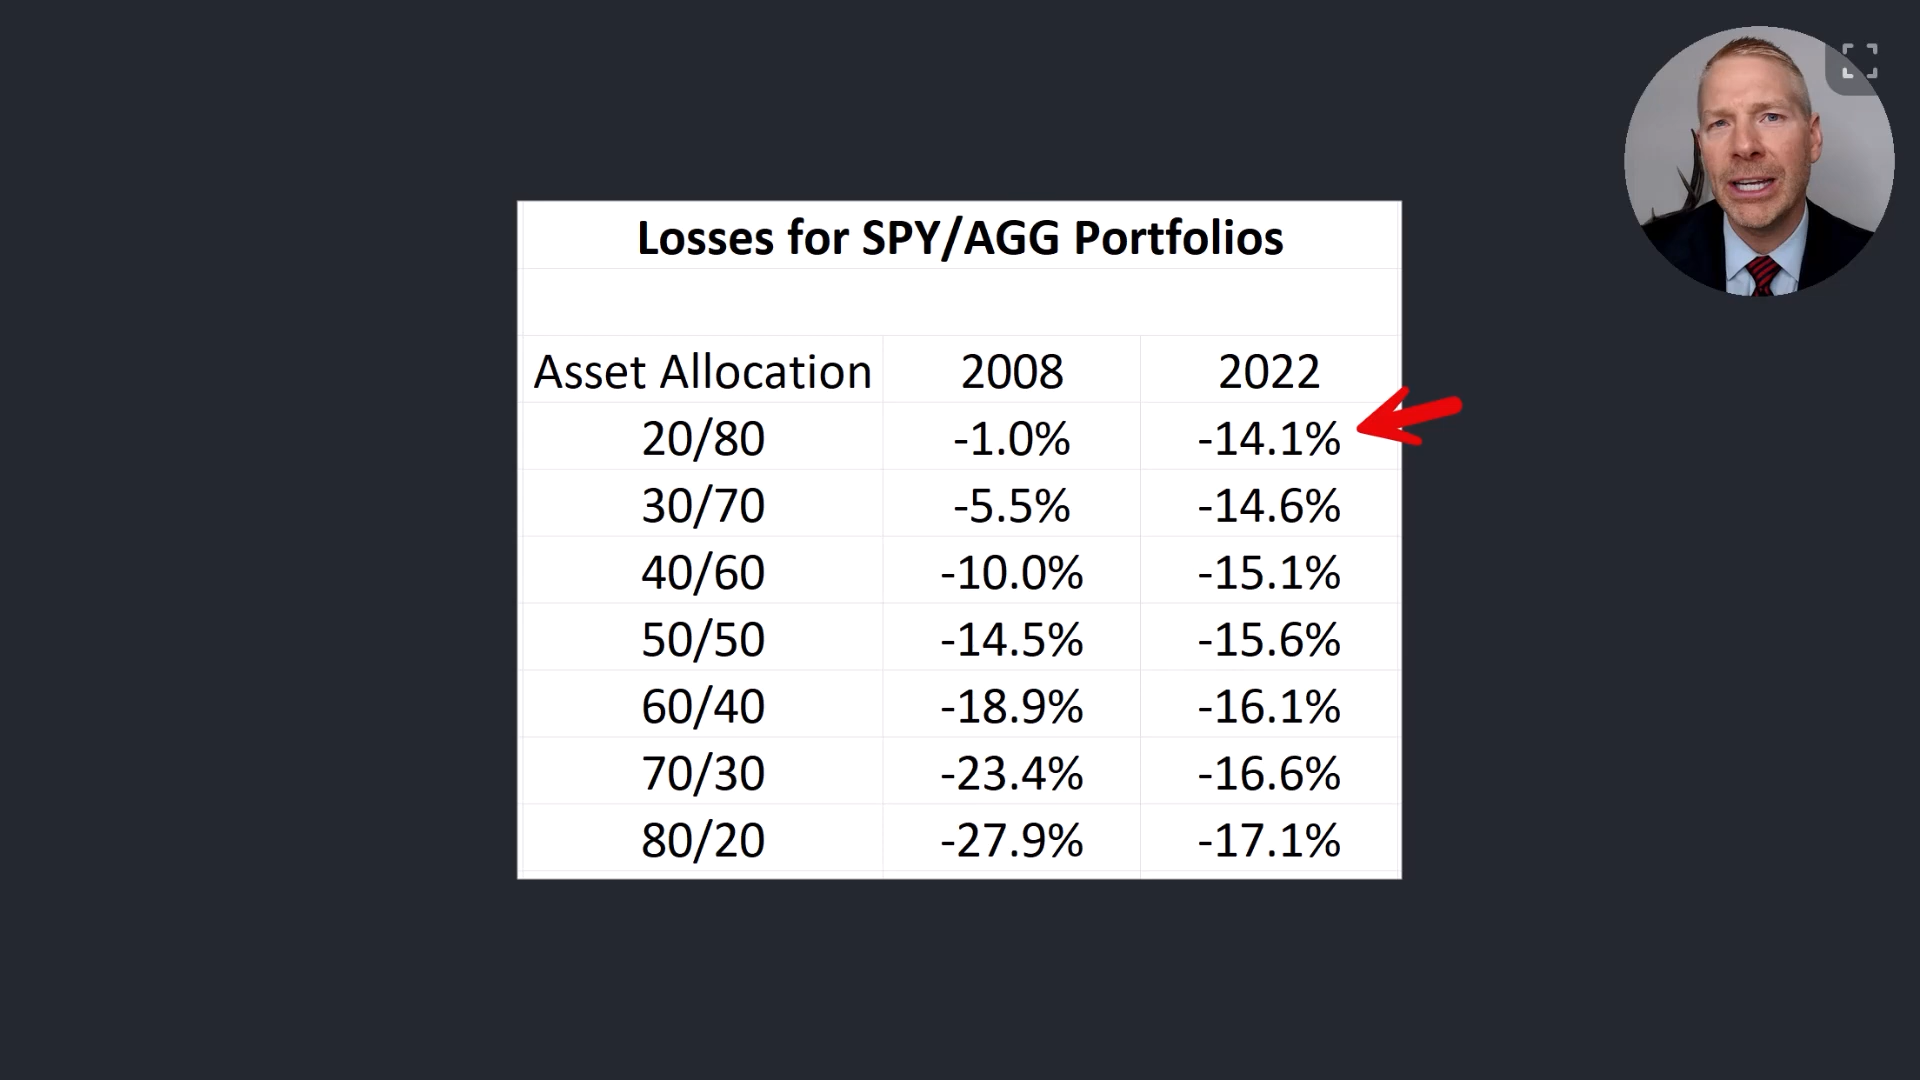 Losses for SPY/AGG Portfolios
Asset Allocation 2008 2022
20/80 -1.0% -14.1%
30/70 -5.5% -14.6%
40/60 -10.0% -15.1%
50/50 -14.5% -15.6%
60/40 -18.9% -16.1%
70/30 -23.4% -16.6%
80/20 -27.9% -17.1%